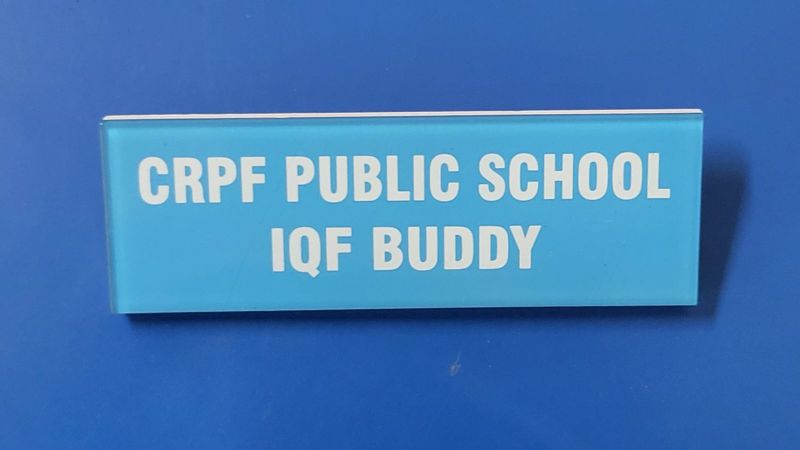 CRPF PUBLIC SCHOOL
IQF BUDDY